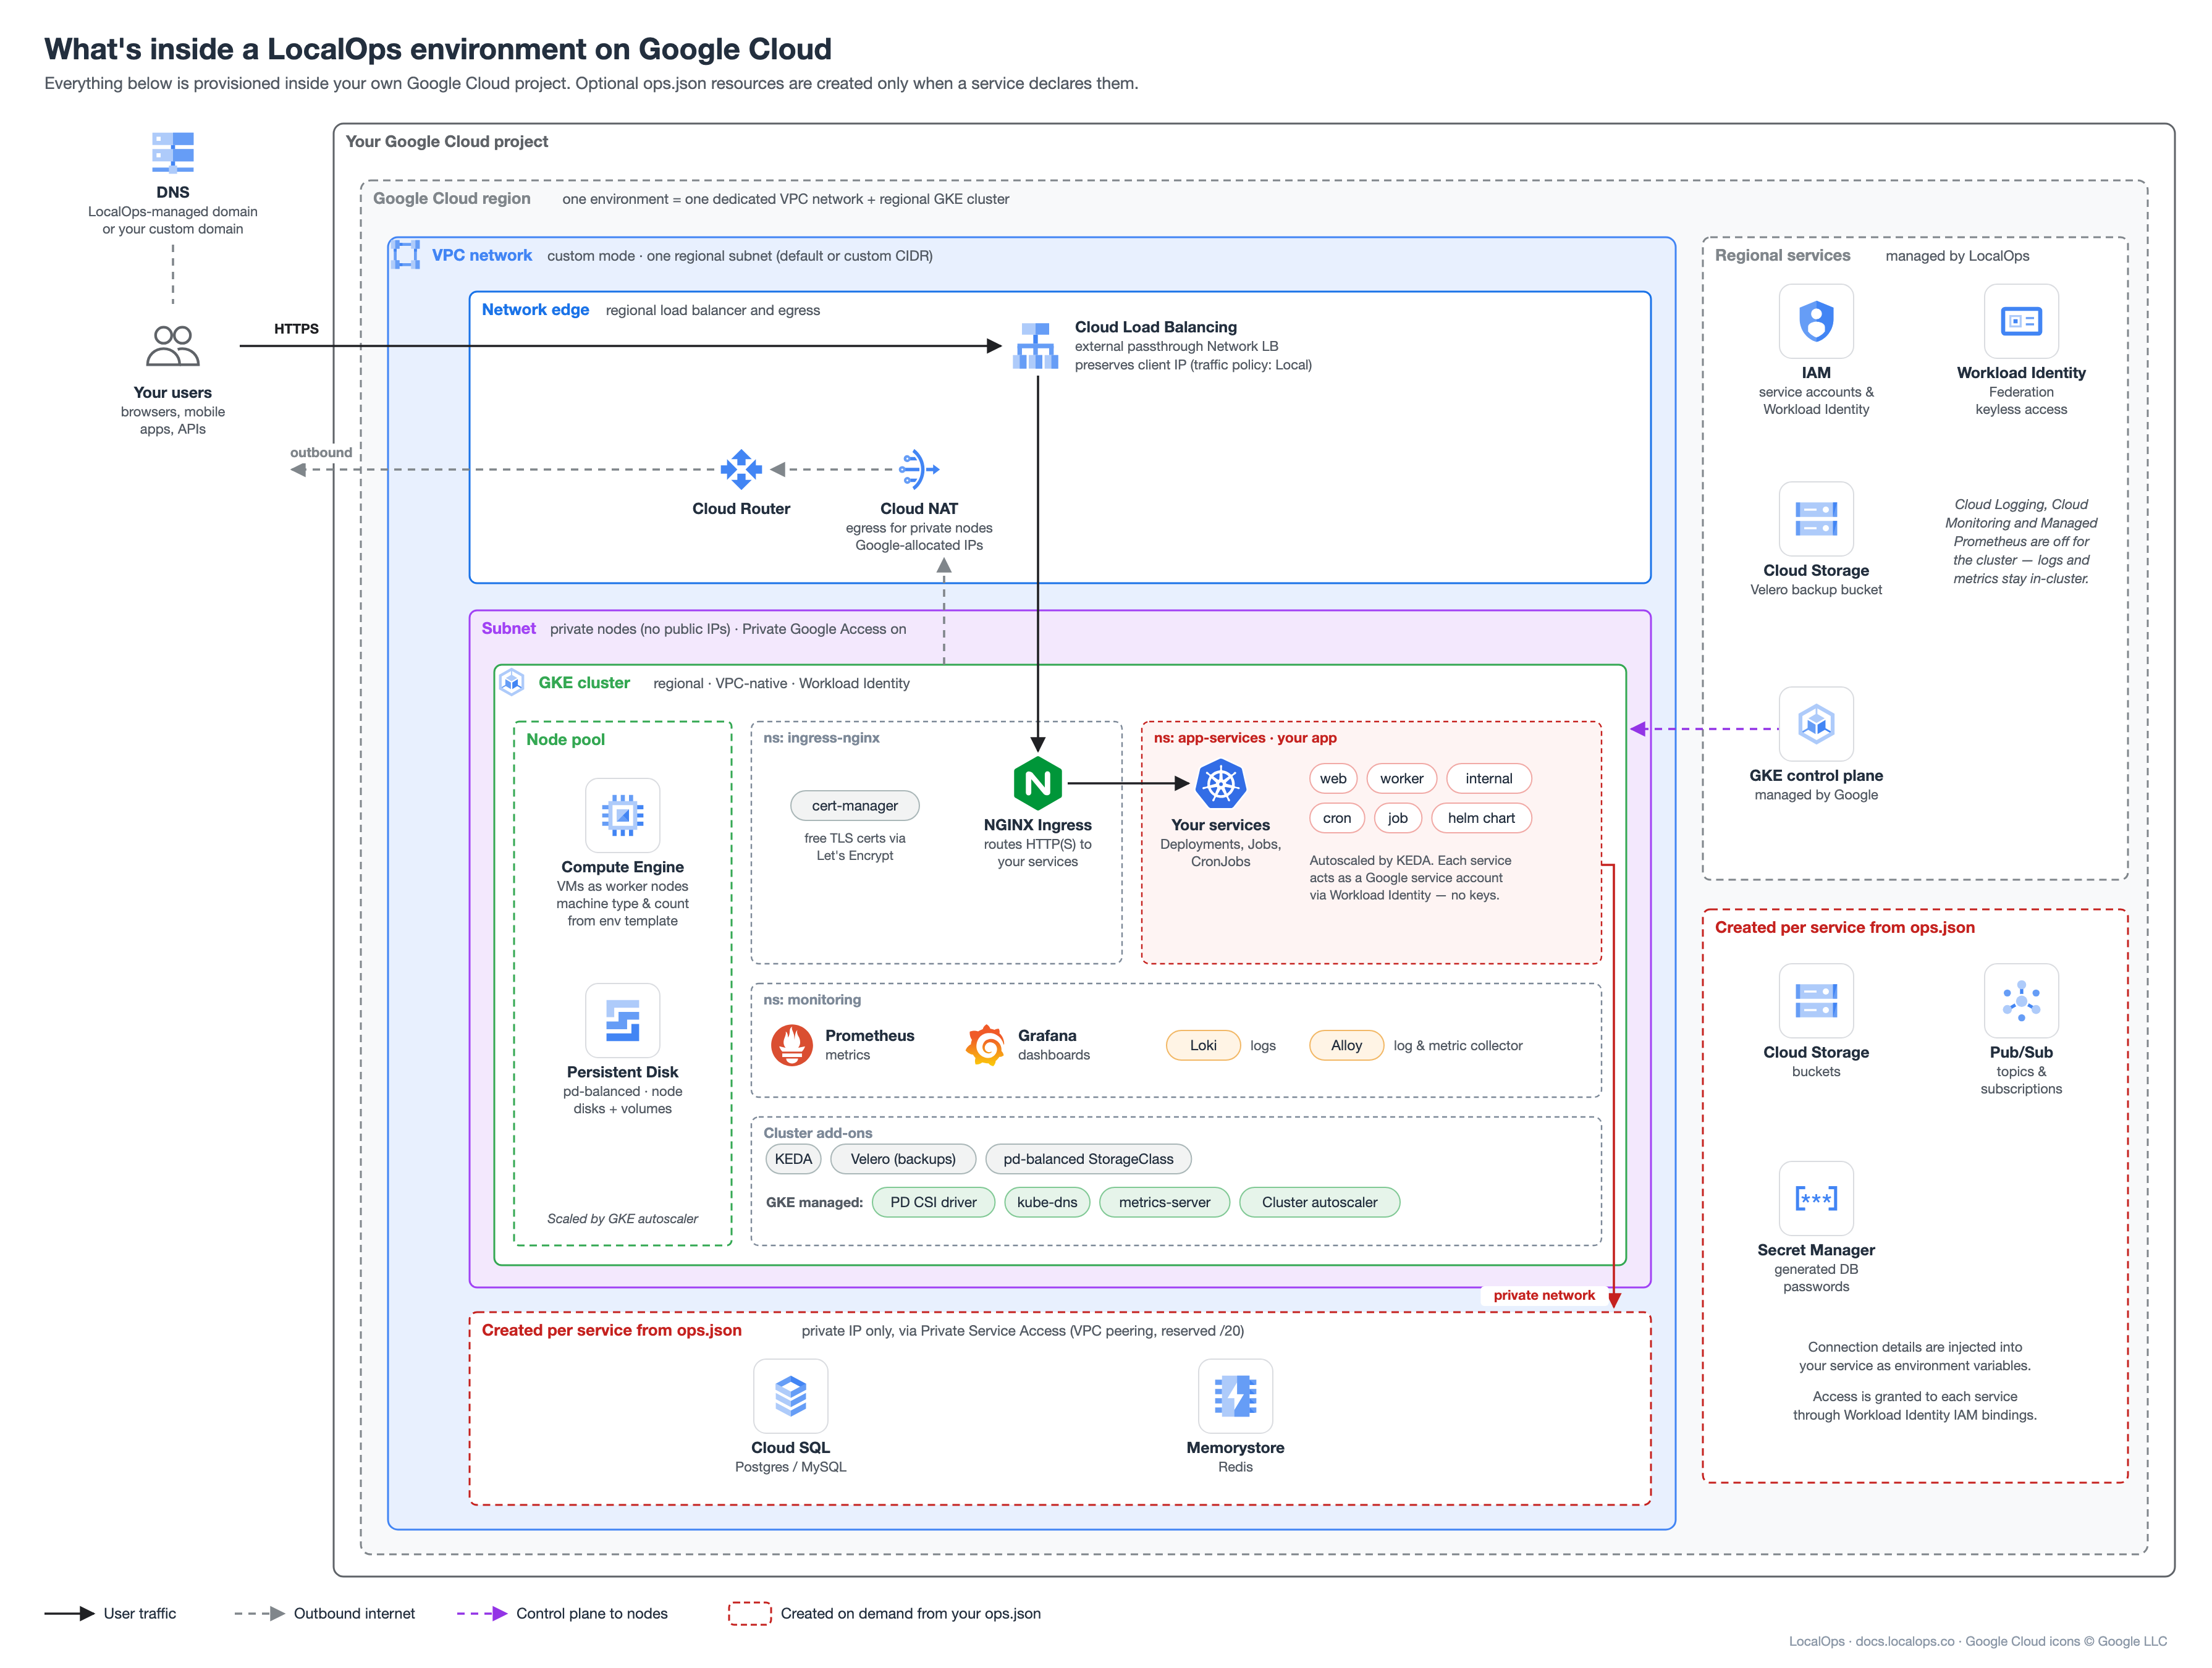 What's inside a LocalOps environment on Google Cloud
Everything below is provisioned inside your own Google Cloud project. Optional ops.json resources are created only when a service declares them.
DNS
LocalOps-managed domain
or your custom domain
Your users
browsers, mobile
apps, APIs
HTTPS
outbound
Your Google Cloud project
Google Cloud region one environment = one dedicated VPC network + regional GKE cluster
VPC network custom mode · one regional subnet (default or custom CIDR)
Network edge regional load balancer and egress
Cloud Load Balancing
external passthrough Network LB
preserves client IP (traffic policy: Local)
Cloud Router
Cloud NAT
egress for private nodes
Google-allocated IPs
Subnet private nodes (no public IPs) · Private Google Access on
GKE cluster regional · VPC-native · Workload Identity
Node pool
Compute Engine
VMs as worker nodes
machine type & count
from env template
Persistent Disk
pd-balanced · node
disks + volumes
Scaled by GKE autoscaler
ns: ingress-nginx
cert-manager
free TLS certs via
Let's Encrypt
N
NGINX Ingress
routes HTTP(S) to
your services
ns: app-services · your app
Your services
Deployments, Jobs,
CronJobs
web worker internal
cron job helm chart
Autoscaled by KEDA. Each service
acts as a Google service account
via Workload Identity — no keys.
ns: monitoring
Prometheus
metrics
Grafana
dashboards
Loki logs
Alloy log & metric collector
Cluster add-ons
KEDA Velero (backups) pd-balanced StorageClass
GKE managed: PD CSI driver kube-dns metrics-server Cluster autoscaler
private network
Created per service from ops.json private IP only, via Private Service Access (VPC peering, reserved /20)
Cloud SQL
Postgres / MySQL
Memorystore
Redis
Regional services managed by LocalOps
IAM
service accounts &
Workload Identity
Workload Identity
Federation
keyless access
Cloud Storage
Velero backup bucket
Cloud Logging, Cloud
Monitoring and Managed
Prometheus are off for
the cluster — logs and
metrics stay in-cluster.
GKE control plane
managed by Google
Created per service from ops.json
Cloud Storage
buckets
Pub/Sub
topics &
subscriptions
[***]
Secret Manager
generated DB
passwords
Connection details are injected into
your service as environment variables.
Access is granted to each service
through Workload Identity IAM bindings.
User traffic
Outbound internet
Control plane to nodes
Created on demand from your ops.json
LocalOps · docs.localops.co · Google Cloud icons © Google LLC